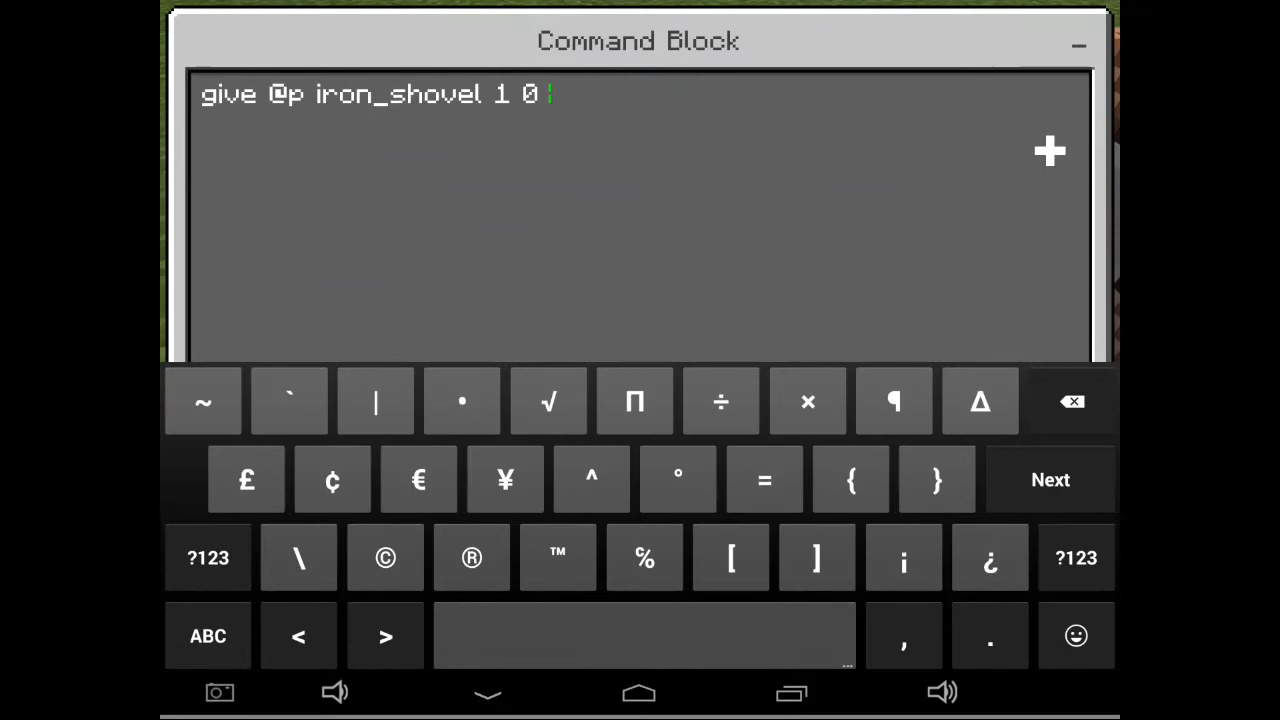 Command Block
give @p iron_shovel 1 0
~ ` | • √ Π ÷ × ¶ Δ
£ ¢ € ¥ ^ ° = { } Next
?123 \ © ® ™ ℅ [ ] ¡ ¿ ?123
ABC < > , .